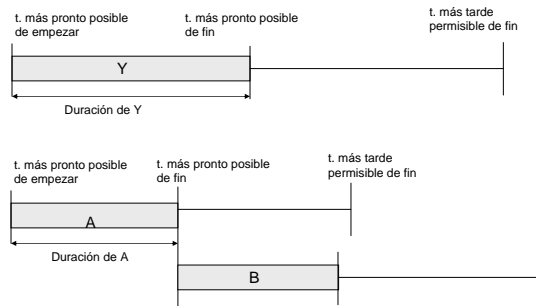 t. más pronto posible
de empezar
t. más pronto posible
de fin
t. más tarde
permisible de fin
Y
Duración de Y
t. más pronto posible
de empezar
t. más pronto posible
de fin
t. más tarde
permisible de fin
A
Duración de A
B